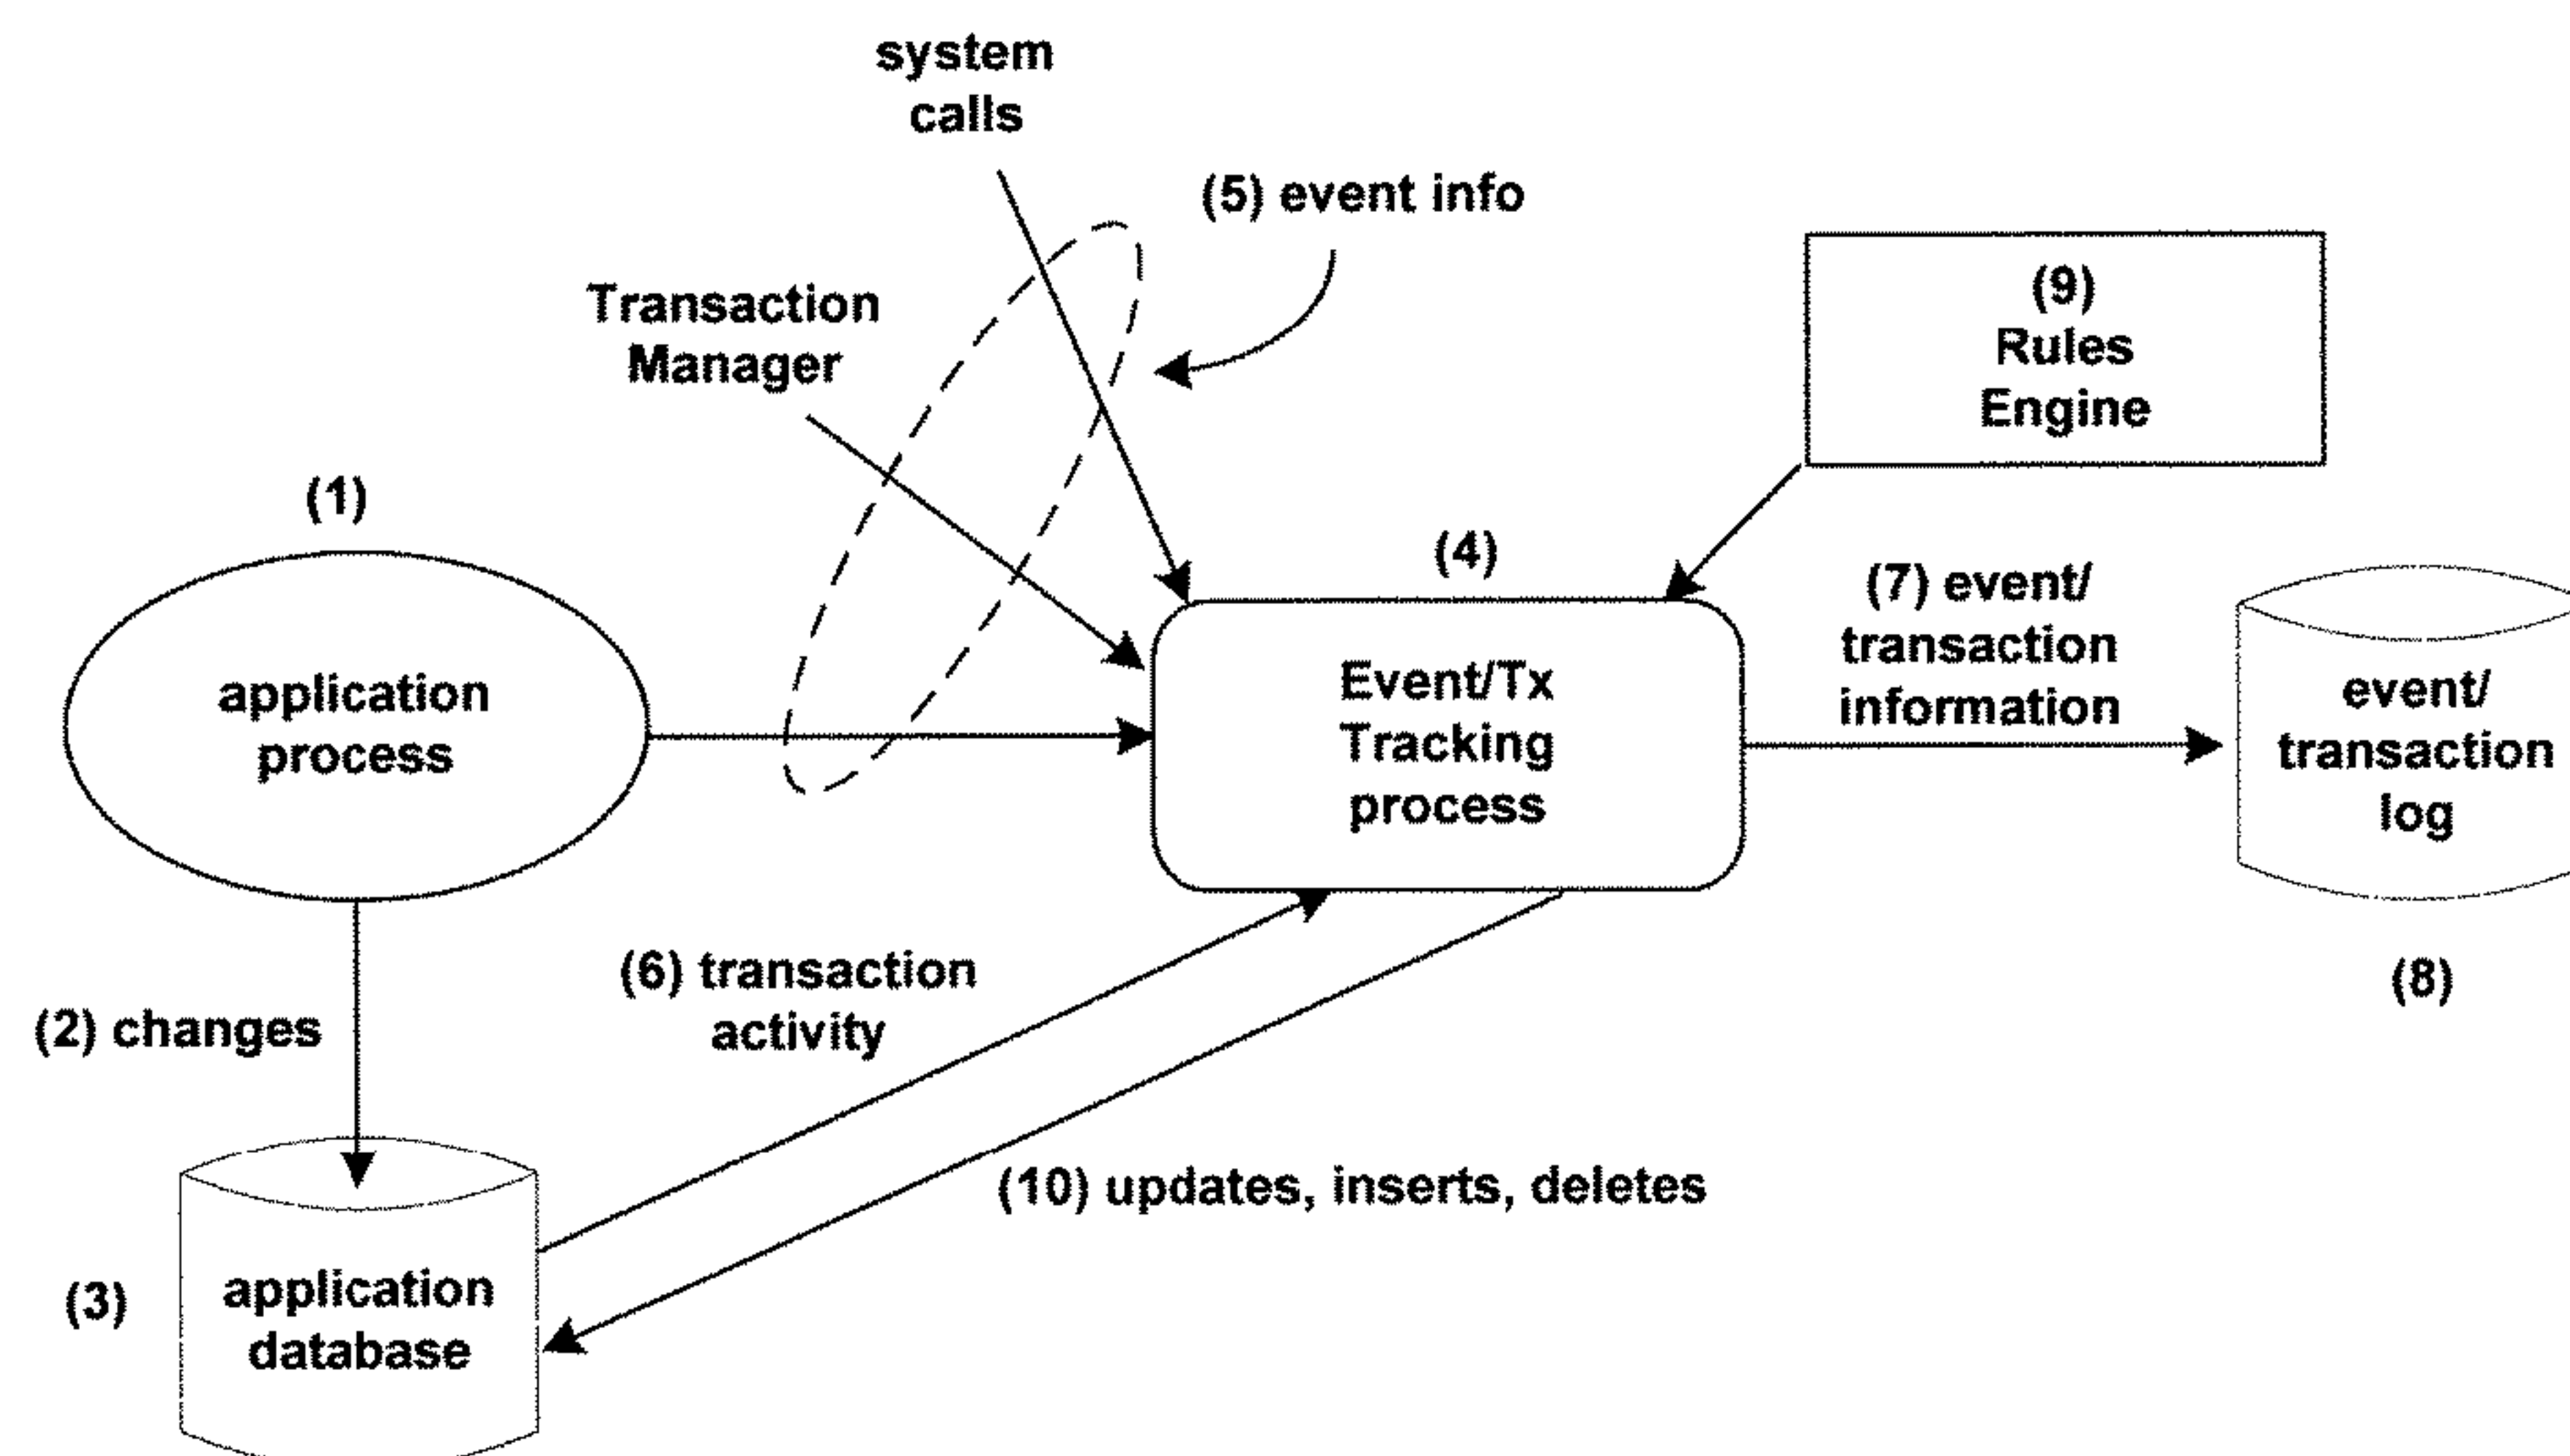 system
calls
(5) event info
Transaction
Manager
(9)
Rules
Engine
(1)
(4)
(7) event/
transaction
information
application
process
Event/Tx
Tracking
process
event/
transaction
log
(6) transaction
activity
(8)
(2) changes
(10) updates, inserts, deletes
(3)
application
database